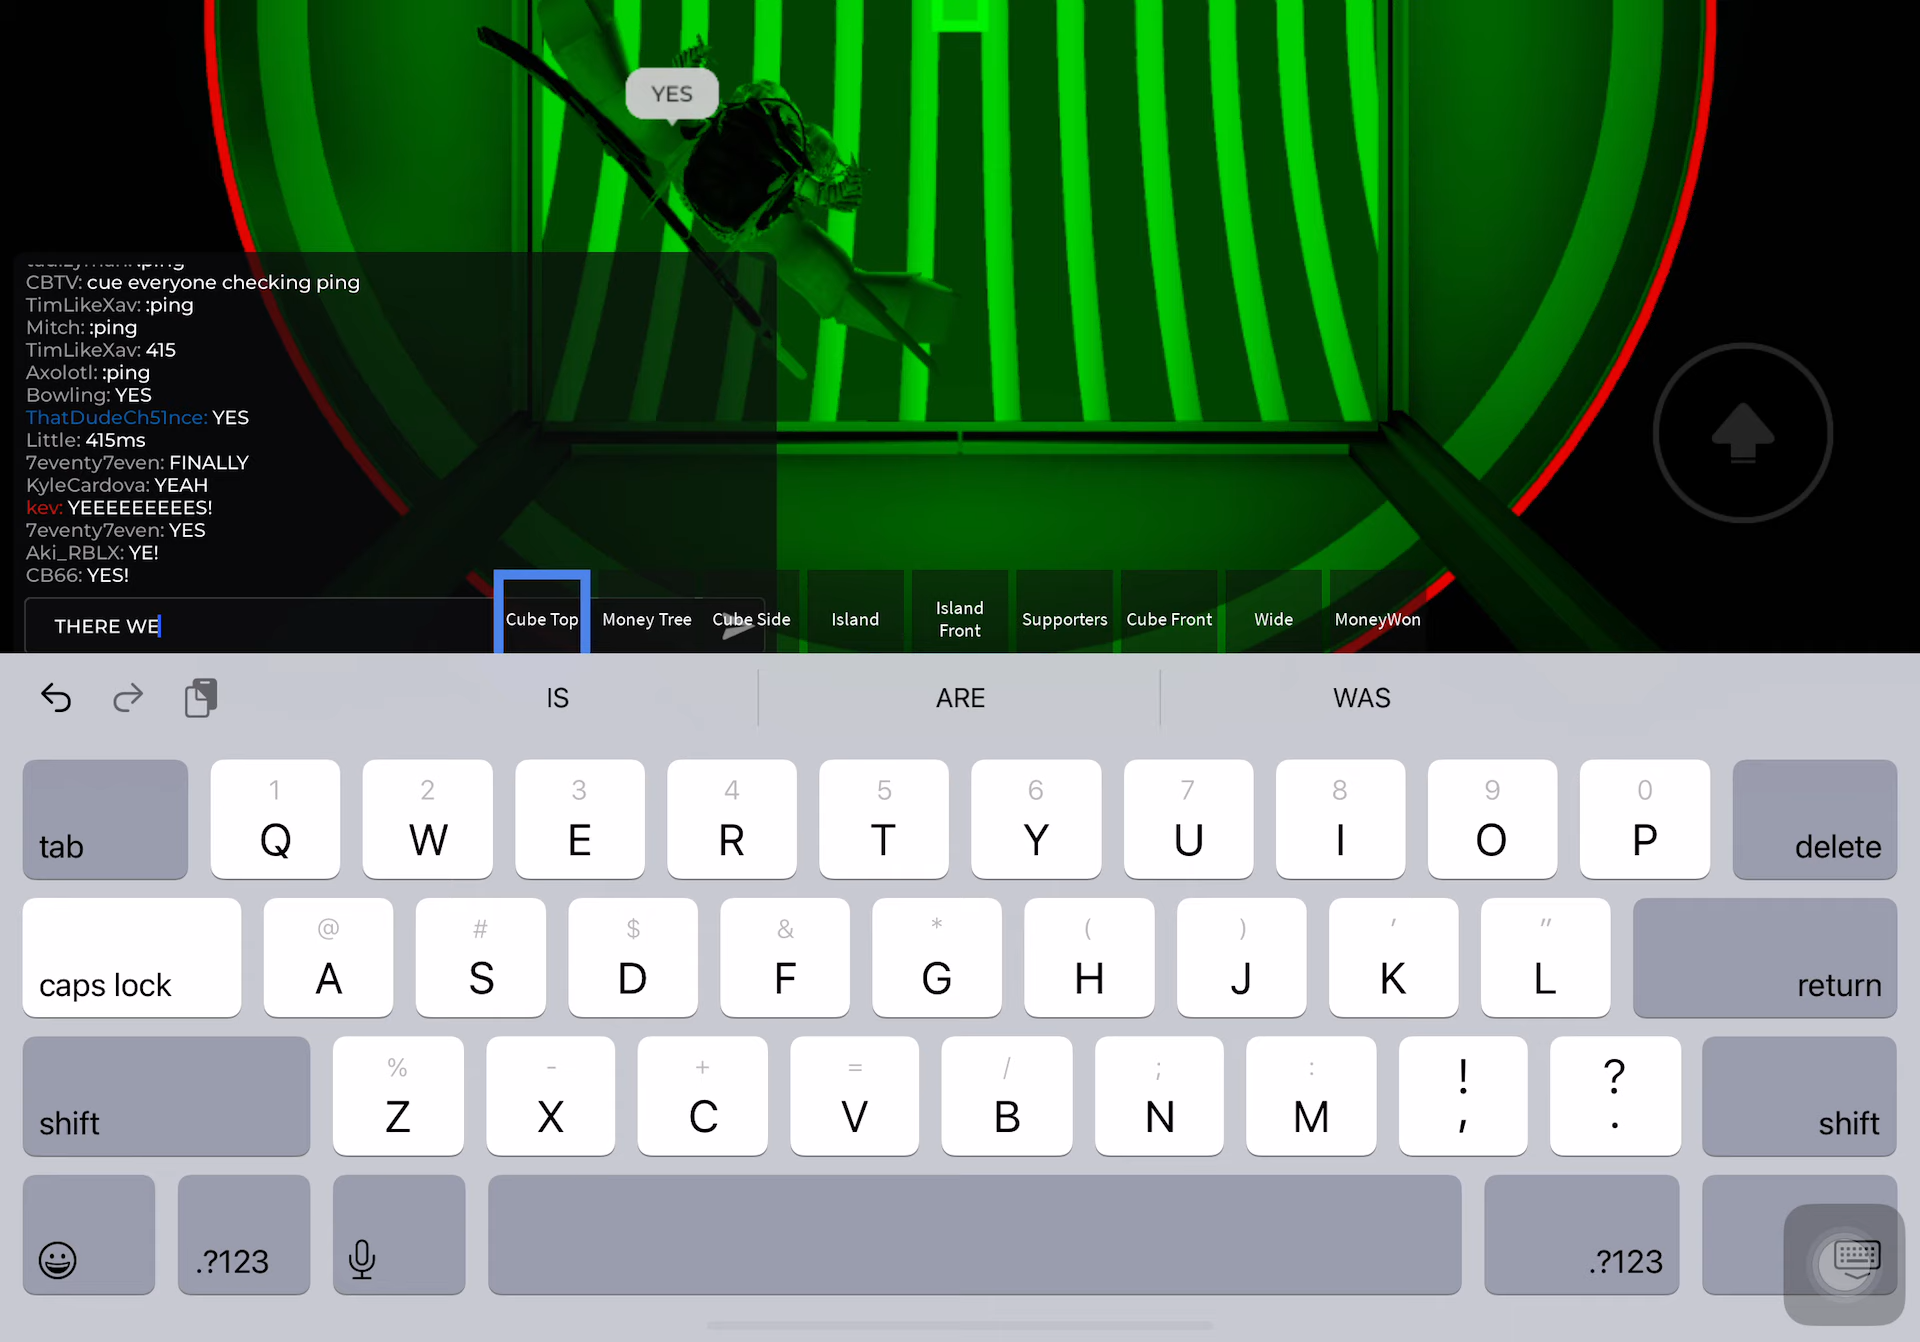 YES
CBTV: cue everyone checking ping
TimLikeXav: :ping
Mitch: :ping
TimLikeXav: 415
Axolotl: :ping
Bowling: YES
ThatDudeCh51nce: YES
Little: 415ms
7eventy7even: FINALLY
KyleCardova: YEAH
kev: YEEEEEEEEEES!
7eventy7even: YES
Aki_RBLX: YE!
CB66: YES!
THERE WE
Cube Top
Money Tree
Cube Side
Island
Island
Front
Supporters
Cube Front
Wide
MoneyWon
IS ARE WAS
1 2 3 4 5 6 7 8 9 0
tab Q W E R T Y U I O P delete
@ # $ & * ( ) ' "
caps lock A S D F G H J K L return
% - + = / ; : ! ?
shift Z X C V B N M , . shift
.?123 .?123